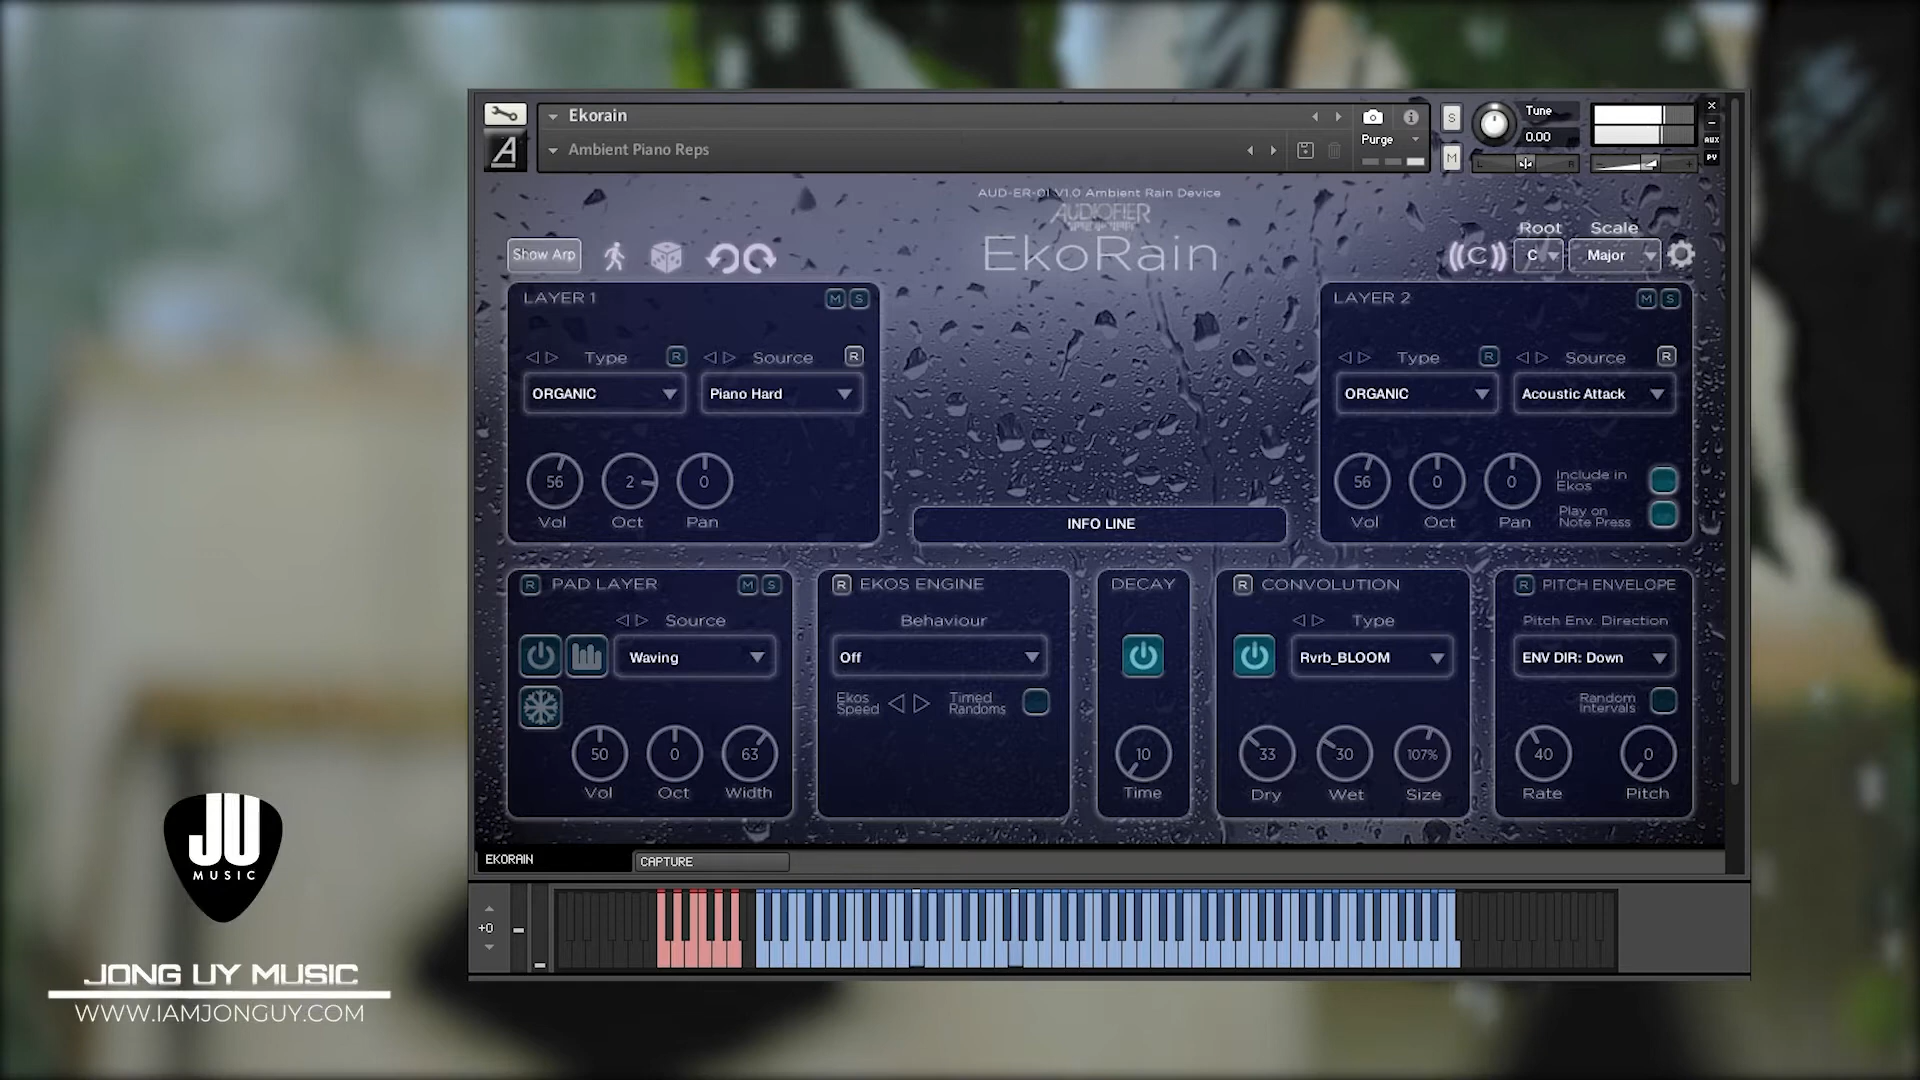 Ekorain
Ambient Piano Reps
Purge
S
M
Tune
0.00
L
R
AUX
PV
AUD-ER-01 V1.0 Ambient Rain Device
AUDIOFIER
EkoRain
Show Arp
((C))
Root
Scale
C
Major
LAYER 1
M S
Type R
Source R
ORGANIC
Piano Hard
56
2
0
Vol
Oct
Pan
INFO LINE
LAYER 2
M S
Type R
Source R
ORGANIC
Acoustic Attack
56
0
0
Vol
Oct
Pan
Include in
Ekos
Play on
Note Press
R PAD LAYER M S
Source
Waving
50
0
63
Vol
Oct
Width
R EKOS ENGINE
Behaviour
Off
Ekos
Speed
Timed
Randoms
DECAY
10
Time
R CONVOLUTION
Type
Rvrb_BLOOM
33
30
107%
Dry
Wet
Size
R PITCH ENVELOPE
Pitch Env. Direction
ENV DIR: Down
Random
Intervals
40
0
Rate
Pitch
EKORAIN
CAPTURE
+0
JU
MUSIC
JONG UY MUSIC
WWW.IAMJONGUY.COM